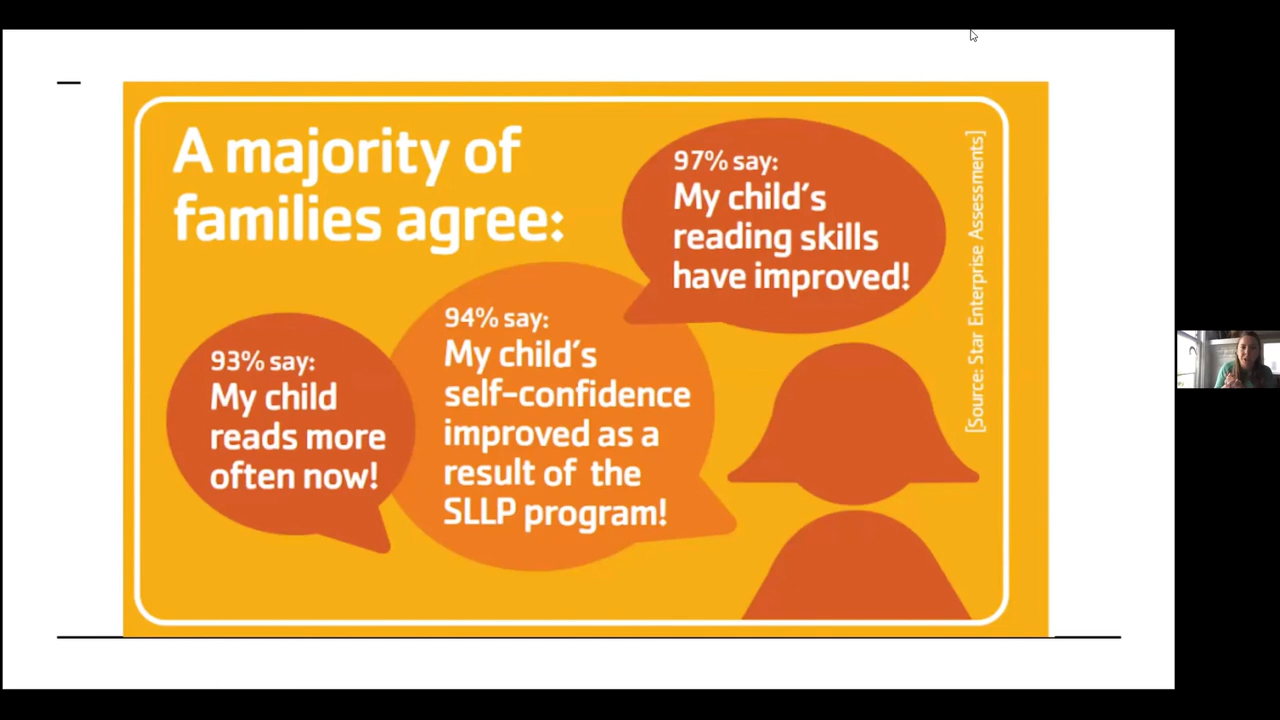 A majority of
families agree:
97% say:
My child's
reading skills
have improved!
94% say:
My child's
self-confidence
improved as a
result of the
SLLP program!
93% say:
My child
reads more
often now!
[Source: Star Enterprise Assessments]